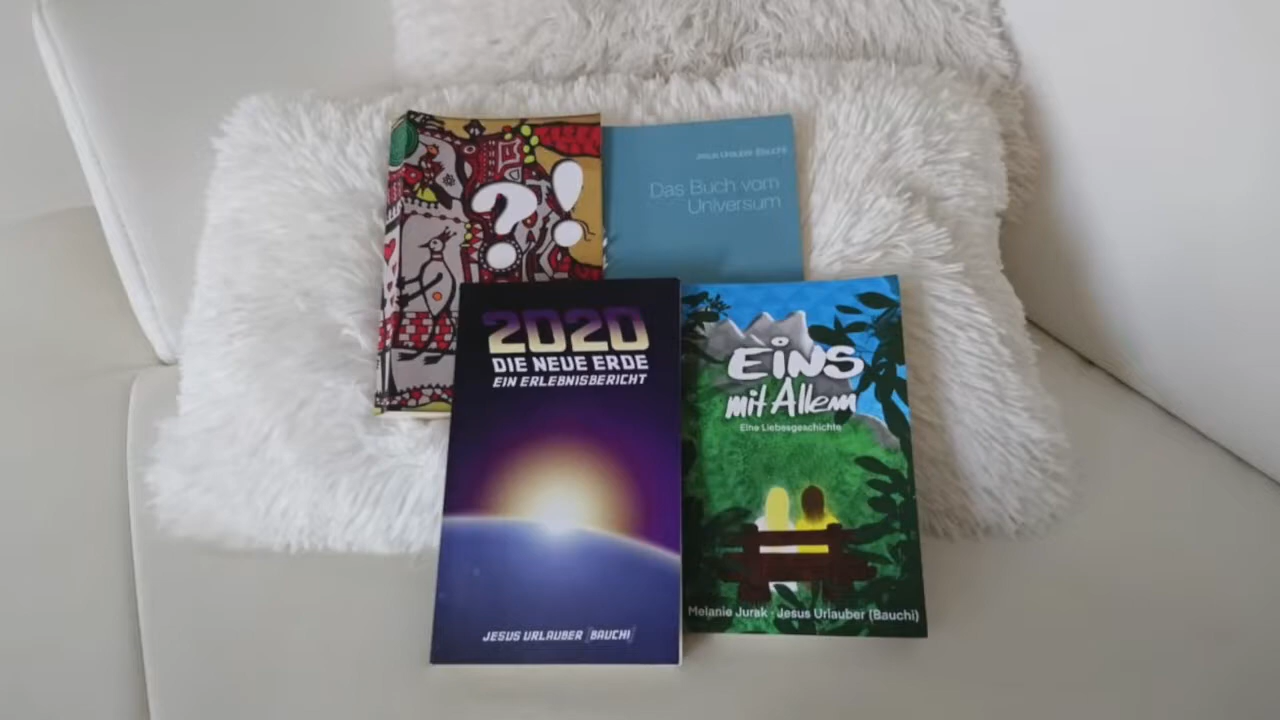 ?!
Jesus Urlauber (Bauchi)
Das Buch vom
Universum
2020
DIE NEUE ERDE
EIN ERLEBNISBERICHT
JESUS URLAUBER (BAUCHI)
EINS
mit Allem
Eine Liebesgeschichte
Melanie Jurak · Jesus Urlauber (Bauchi)